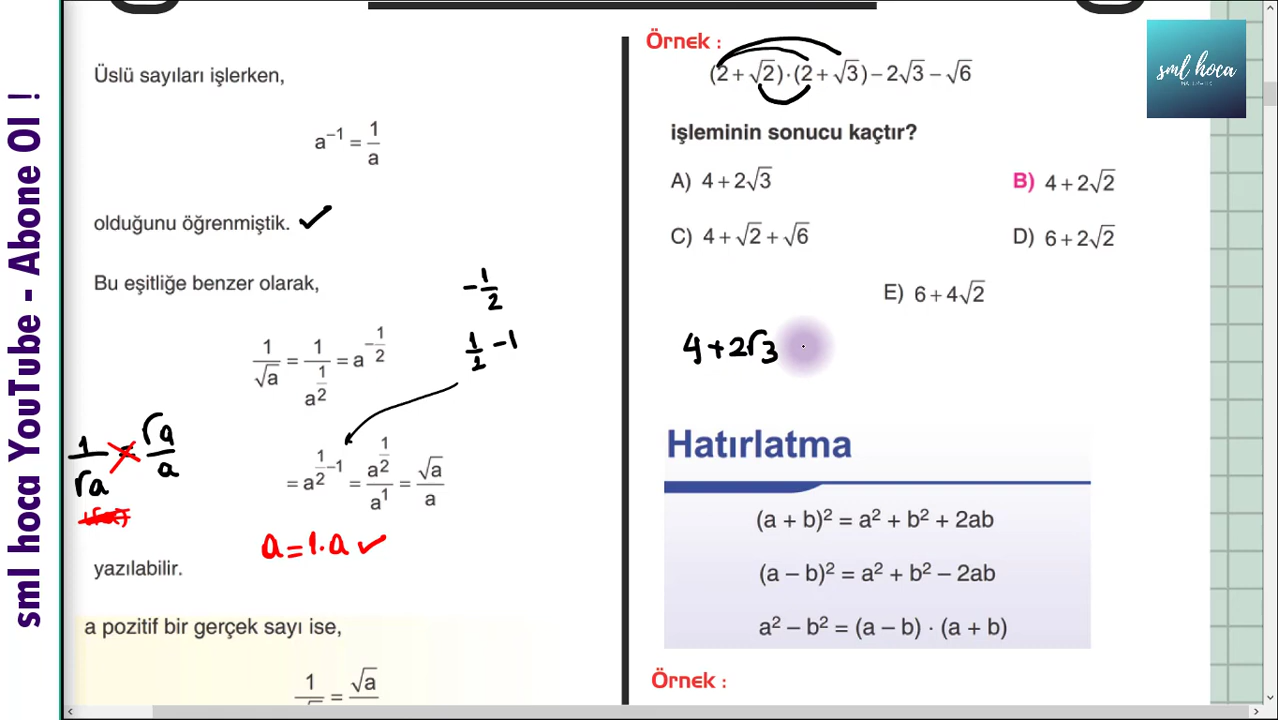 sml hoca YouTube - Abone Ol !
Üslü sayıları işlerken,
a⁻¹ = 1/a
olduğunu öğrenmiştik. ✓
Bu eşitliğe benzer olarak,
-1/2
1/2 - 1
1/√a = 1/a^(1/2) = a^(-1/2)
1/√a = √a/a
= a^(1/2 - 1) = a^(1/2)/a¹ = √a/a
a = 1.a ✓
yazılabilir.
a pozitif bir gerçek sayı ise,
1/√ = √a
Örnek :
(2 + √2)·(2 + √3) – 2√3 – √6
işleminin sonucu kaçtır?
A) 4 + 2√3
B) 4 + 2√2
C) 4 + √2 + √6
D) 6 + 2√2
E) 6 + 4√2
4 + 2√3
Hatırlatma
(a + b)² = a² + b² + 2ab
(a – b)² = a² + b² – 2ab
a² – b² = (a – b) · (a + b)
Örnek :
sml hoca